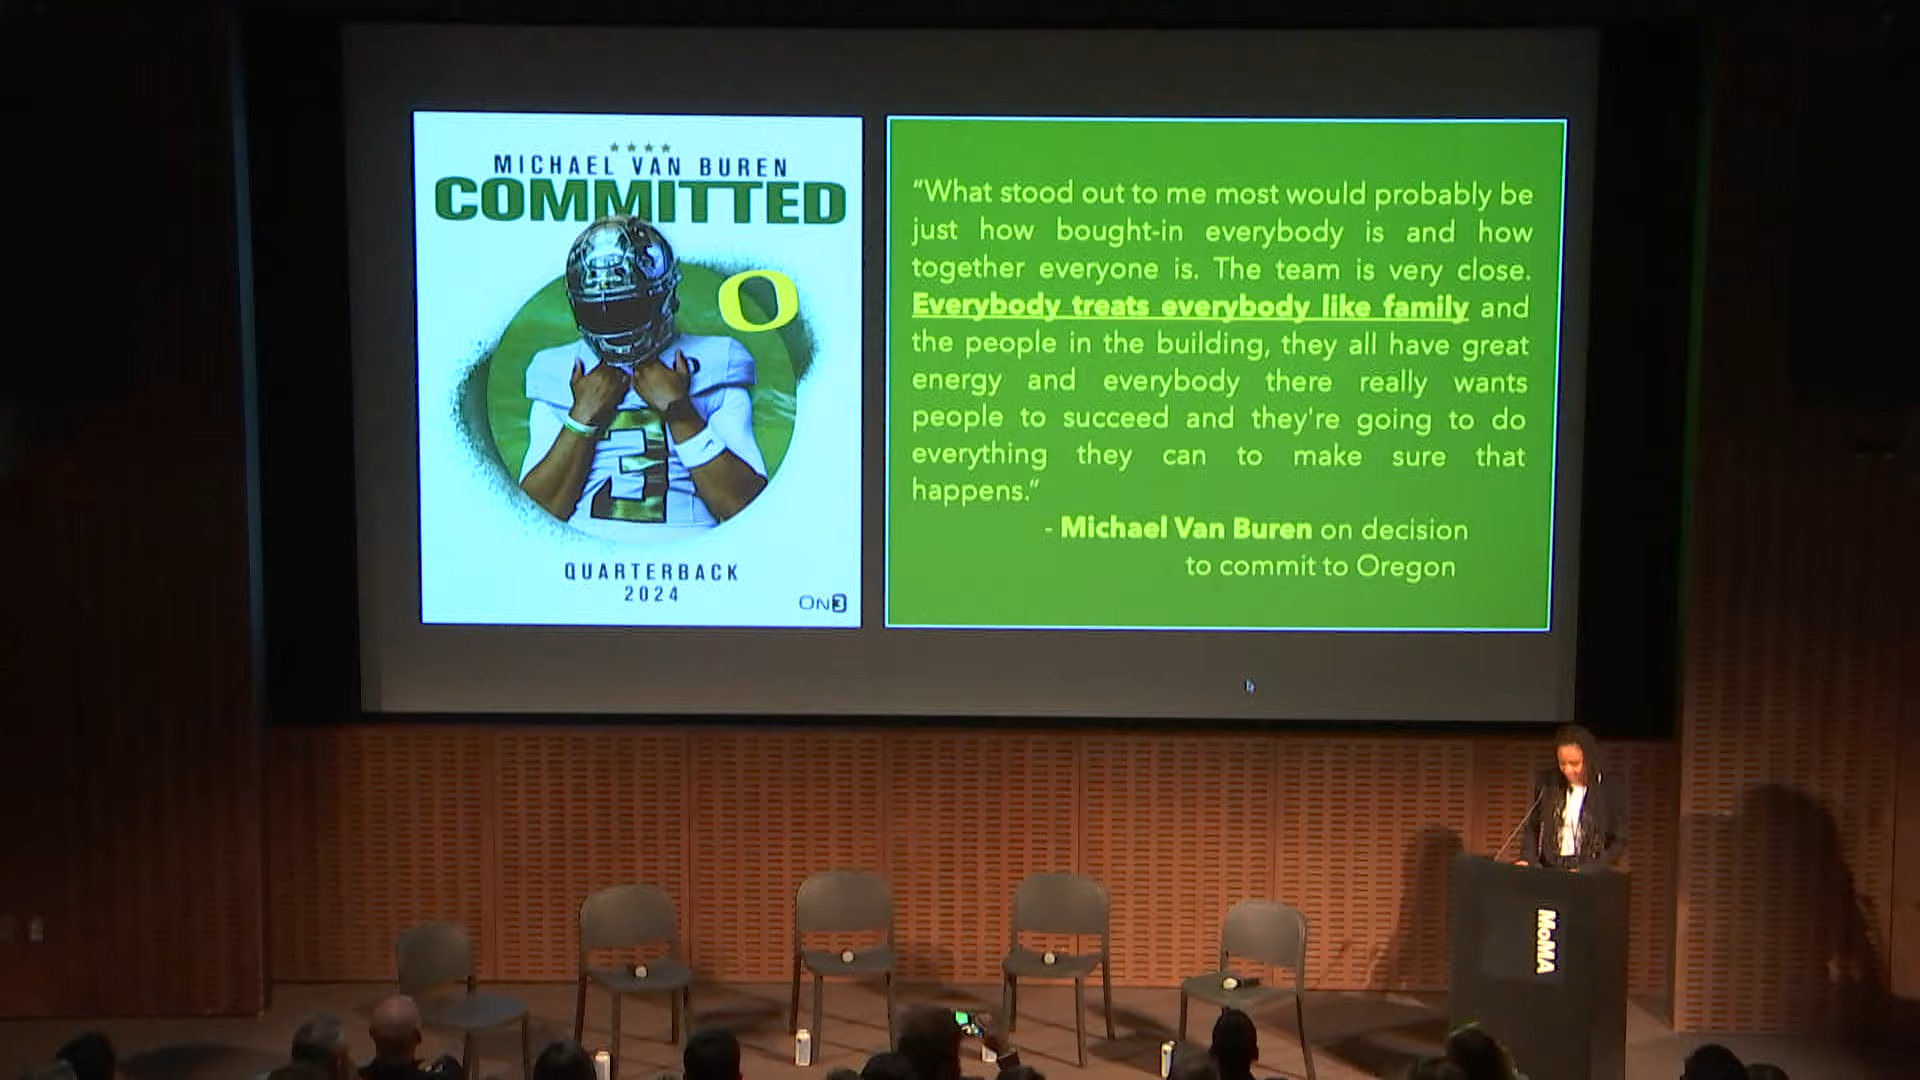 MICHAEL VAN BUREN
COMMITTED
O
3
QUARTERBACK
2024
ON3
“What stood out to me most would probably be
just how bought-in everybody is and how
together everyone is. The team is very close.
Everybody treats everybody like family and
the people in the building, they all have great
energy and everybody there really wants
people to succeed and they're going to do
everything they can to make sure that
happens.”
- Michael Van Buren on decision
to commit to Oregon
MoMA